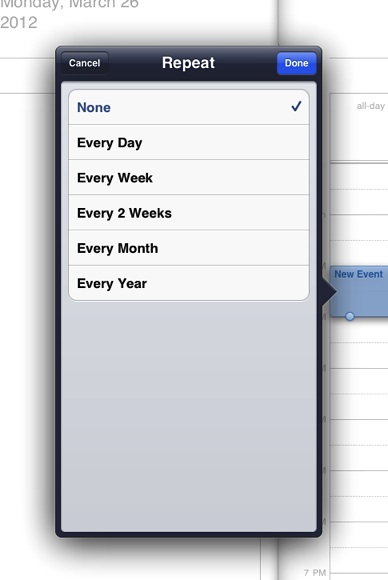 Monday, March 26
2012
Cancel
Repeat
Done
None
all-day
Every Day
Every Week
Every 2 Weeks
Every Month
Every Year
New Event
7 PM